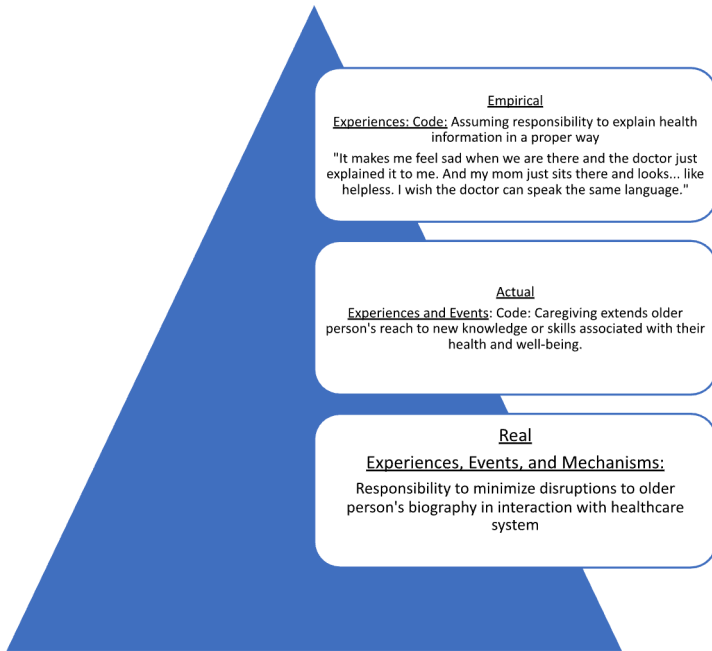 Empirical
Experiences: Code: Assuming responsibility to explain health
information in a proper way
"It makes me feel sad when we are there and the doctor just
explained it to me. And my mom just sits there and looks... like
helpless. I wish the doctor can speak the same language."
Actual
Experiences and Events: Code: Caregiving extends older
person's reach to new knowledge or skills associated with their
health and well-being.
Real
Experiences, Events, and Mechanisms:
Responsibility to minimize disruptions to older
person's biography in interaction with healthcare
system